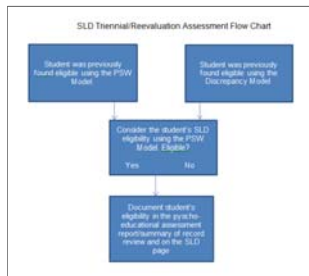 SLD Triennial/Reevaluation Assessment Flow Chart
Student was previously
found eligible using the PSW
Model
Student was previously
found eligible using the
Discrepancy Model
Consider the student's SLD
eligibility using the PSW
Model. Eligible?
Yes No
Document student's
eligibility in the pyscho-
educational assessment
report/summary of record
review and on the SLD
page